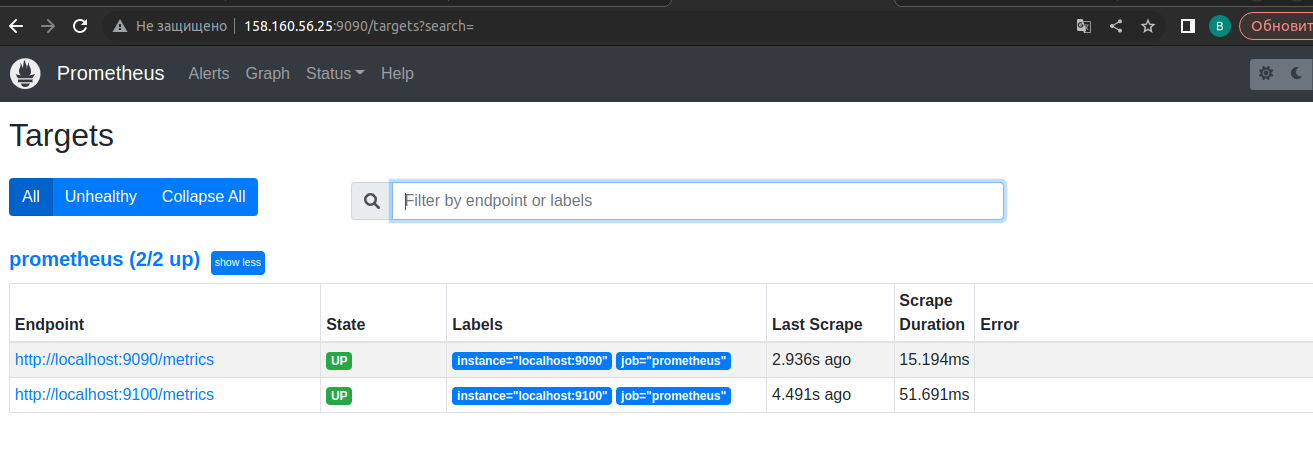 Не защищено 158.160.56.25:9090/targets?search= B Обновит
Prometheus Alerts Graph Status Help
Targets
All Unhealthy Collapse All Filter by endpoint or labels
prometheus (2/2 up) show less
Endpoint State Labels Last Scrape Scrape Duration Error
http://localhost:9090/metrics UP instance="localhost:9090" job="prometheus" 2.936s ago 15.194ms
http://localhost:9100/metrics UP instance="localhost:9100" job="prometheus" 4.491s ago 51.691ms